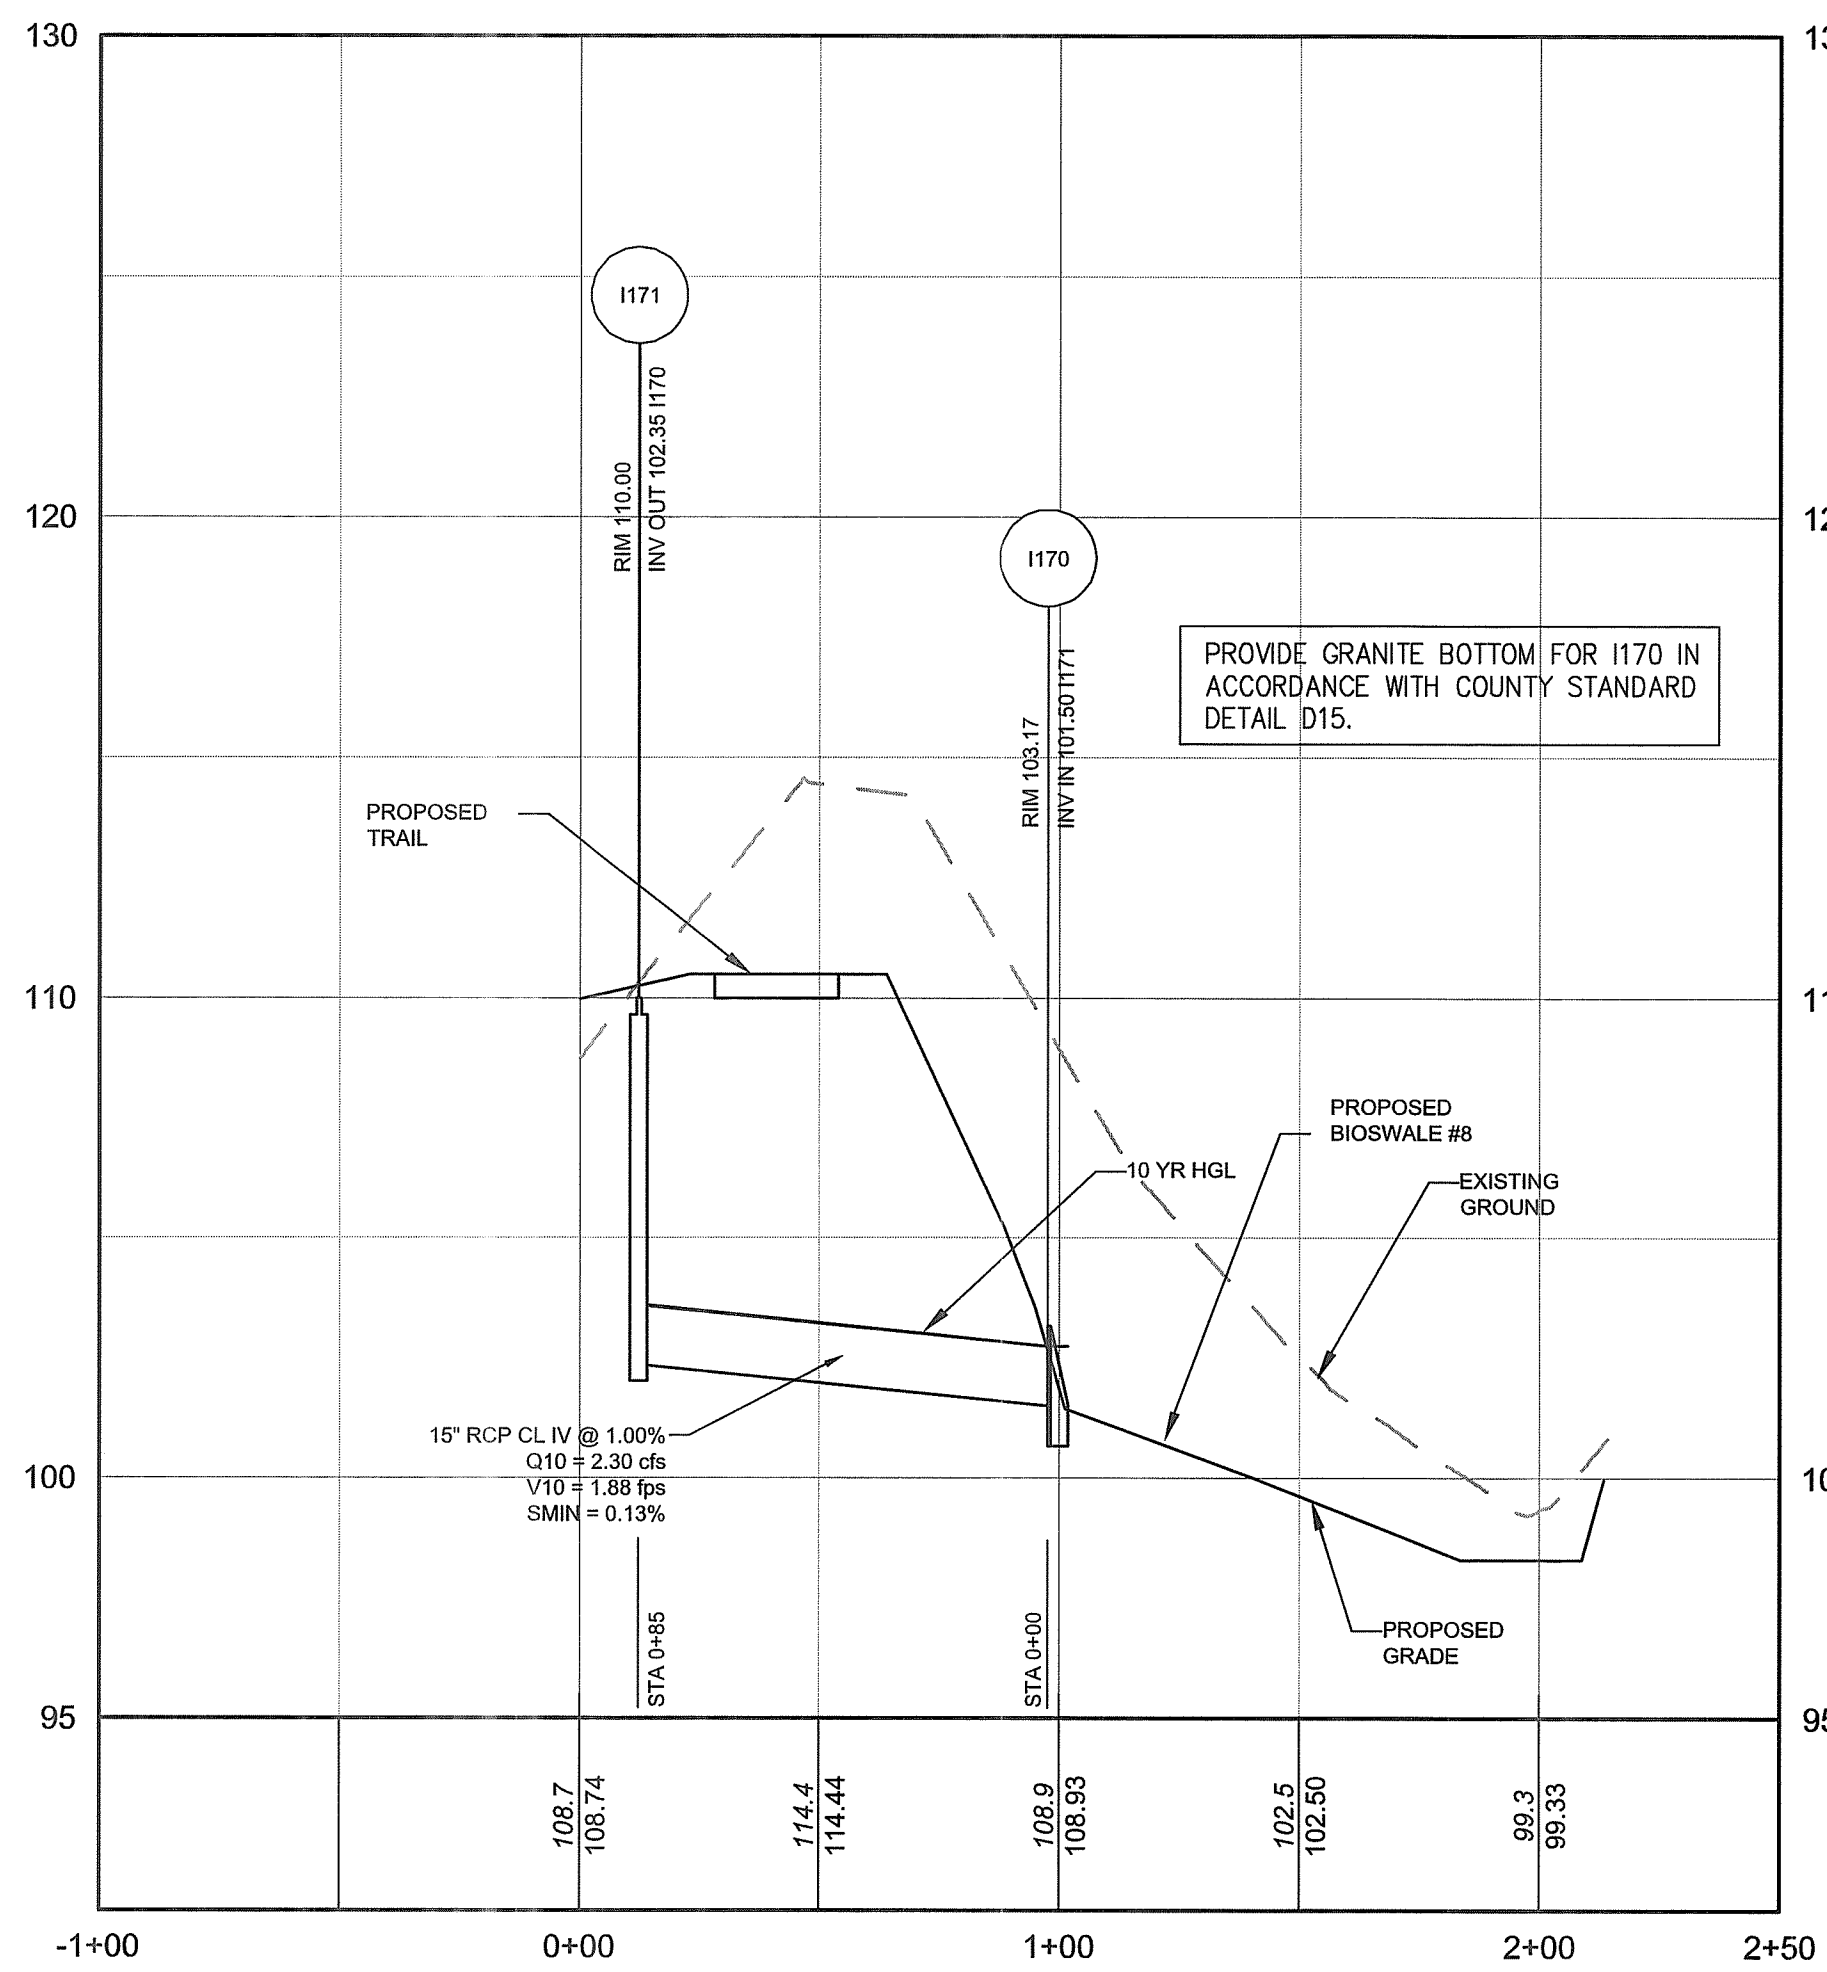 130
13
I171
RIM 110.00
INV OUT 102.35 I170
120
12
I170
RIM 103.17
INV IN 101.50 I171
PROVIDE GRANITE BOTTOM FOR I170 IN
ACCORDANCE WITH COUNTY STANDARD
DETAIL D15.
PROPOSED
TRAIL
110
11
PROPOSED
BIOSWALE #8
10 YR HGL
EXISTING
GROUND
15" RCP CL IV @ 1.00%
Q10 = 2.30 cfs
V10 = 1.88 fps
SMIN = 0.13%
100
10
STA 0+85
STA 0+00
PROPOSED
GRADE
95
95
108.7
108.74
114.4
114.44
108.9
108.93
102.5
102.50
99.3
99.33
-1+00
0+00
1+00
2+00
2+50